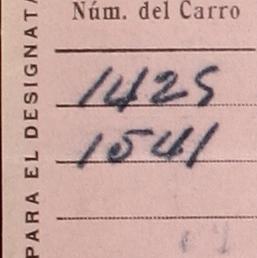 Núm. del Carro
1425
1541
PARA EL DESIGNAT